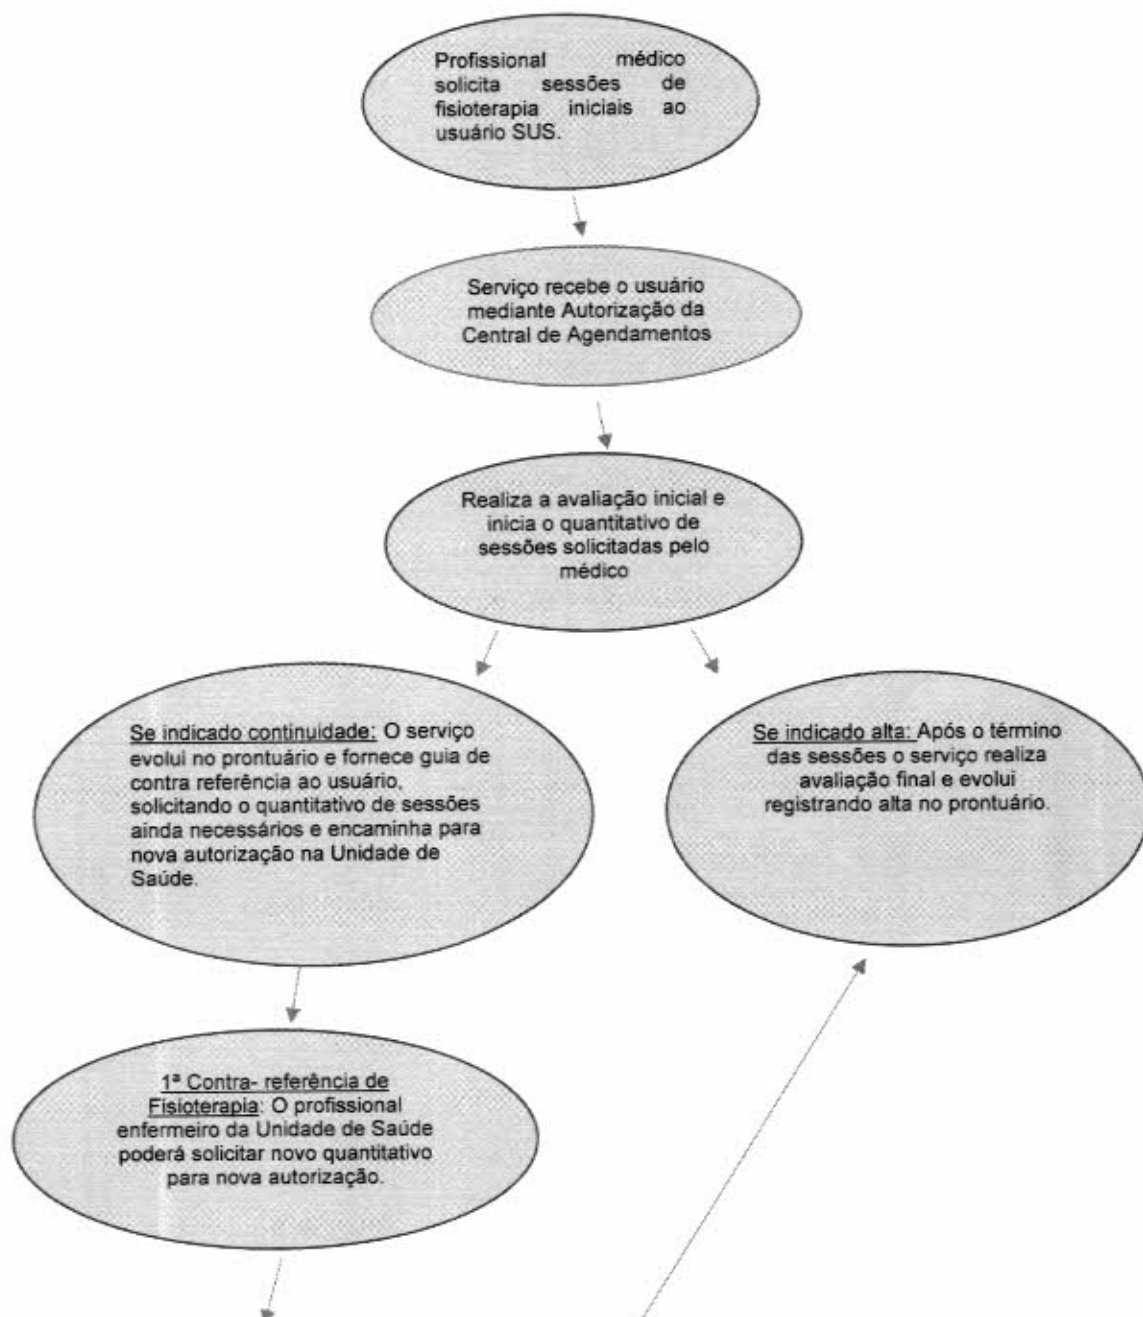 Profissional médico
solicita sessões de
fisioterapia iniciais ao
usuário SUS.
Serviço recebe o usuário
mediante Autorização da
Central de Agendamentos
Realiza a avaliação inicial e
inicia o quantitativo de
sessões solicitadas pelo
médico
Se indicado continuidade: O serviço
evolui no prontuário e fornece guia de
contra referência ao usuário,
solicitando o quantitativo de sessões
ainda necessários e encaminha para
nova autorização na Unidade de
Saúde.
Se indicado alta: Após o término
das sessões o serviço realiza
avaliação final e evolui
registrando alta no prontuário.
1ª Contra- referência de
Fisioterapia: O profissional
enfermeiro da Unidade de Saúde
poderá solicitar novo quantitativo
para nova autorização.